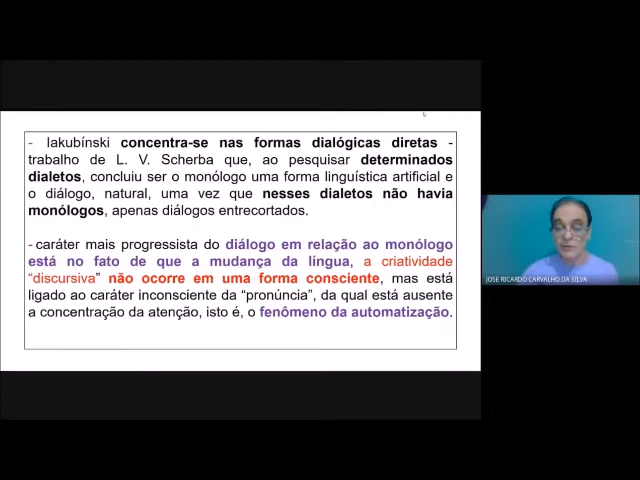 - Iakubínski concentra-se nas formas dialógicas diretas -
trabalho de L. V. Scherba que, ao pesquisar determinados
dialetos, concluiu ser o monólogo uma forma linguística artificial e
o diálogo, natural, uma vez que nesses dialetos não havia
monólogos, apenas diálogos entrecortados.
- caráter mais progressista do diálogo em relação ao monólogo
está no fato de que a mudança da língua, a criatividade
“discursiva” não ocorre em uma forma consciente, mas está
ligado ao caráter inconsciente da “pronúncia”, da qual está ausente
a concentração da atenção, isto é, o fenômeno da automatização.
JOSE RICARDO CARVALHO DA SILVA